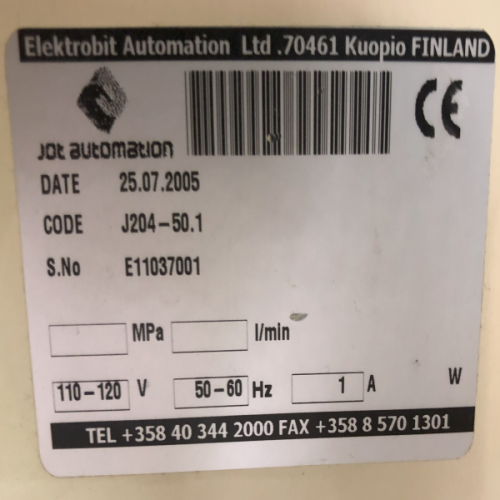 Elektrobit Automation Ltd .70461 Kuopio FINLAND
JOT AUTOMATION
CE
DATE 25.07.2005
CODE J204-50.1
S.No E11037001
MPa l/min
110-120 V 50-60 Hz 1 A W
TEL +358 40 344 2000 FAX +358 8 570 1301